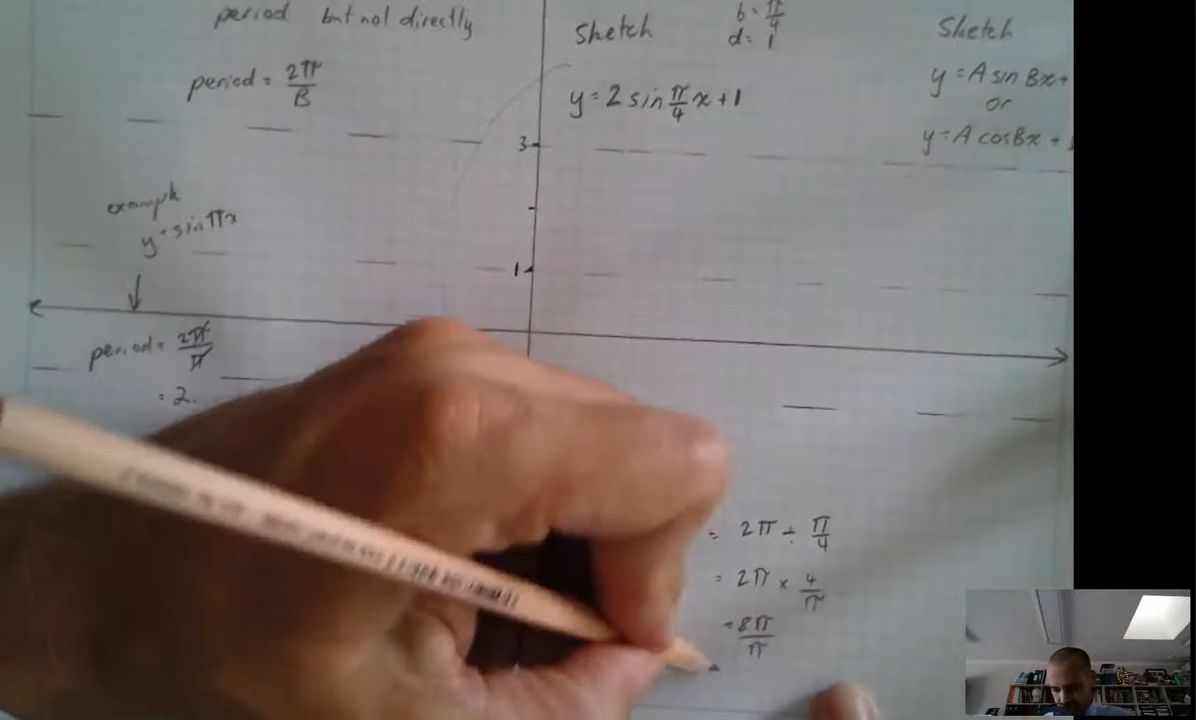 period but not directly
period = 2π/B
example
y = sin πx
period = 2π/π
= 2.
b = π/4
d = 1
Sketch
y = 2 sin π/4 x + 1
3
1
Sketch
y = A sin Bx +
or
y = A cos Bx +
= 2π ÷ π/4
= 2π × 4/π
= 8π/π